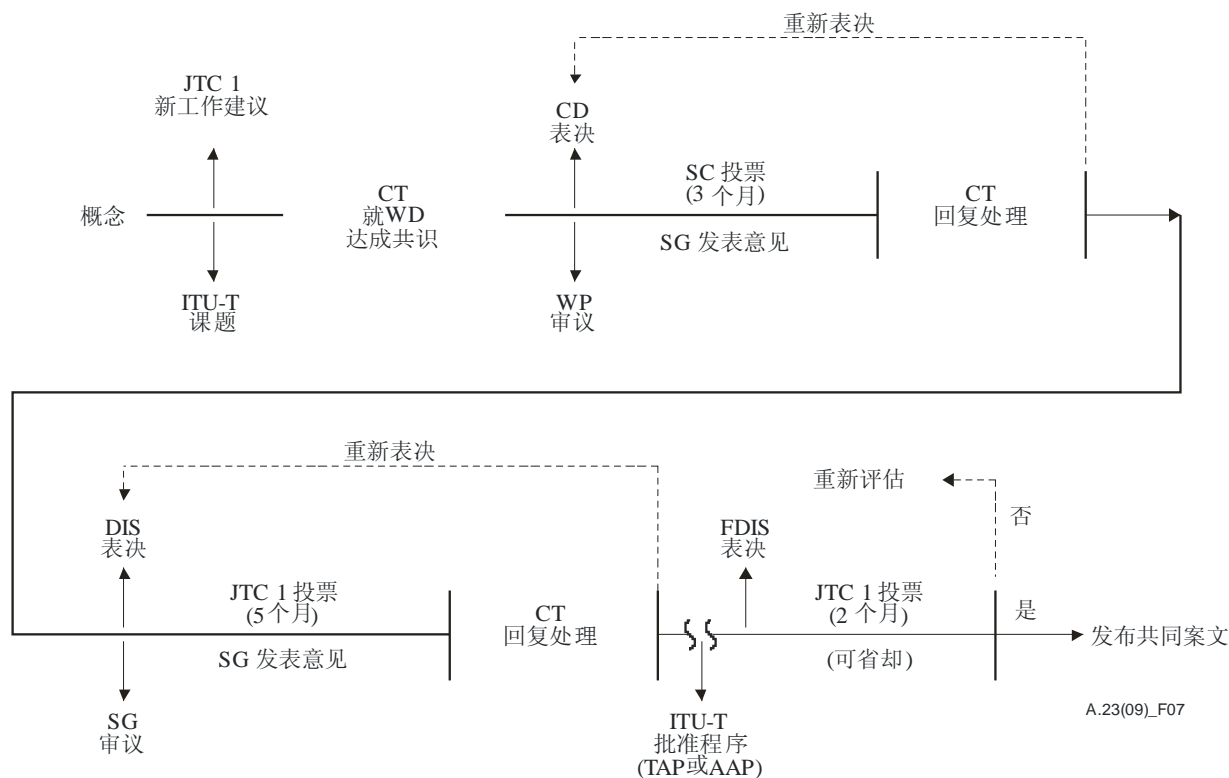 重新表决
JTC 1
新工作建议
CD
表决
SC 投票
(3 个月)
概念
CT
就WD
达成共识
CT
回复处理
SG 发表意见
ITU-T
课题
WP
审议
重新表决
重新评估
DIS
表决
FDIS
表决
否
JTC 1 投票
(5个月)
CT
回复处理
JTC 1 投票
(2 个月)
是
发布共同案文
SG 发表意见
(可省却)
SG
审议
ITU-T
批准程序
(TAP或AAP)
A.23(09)_F07